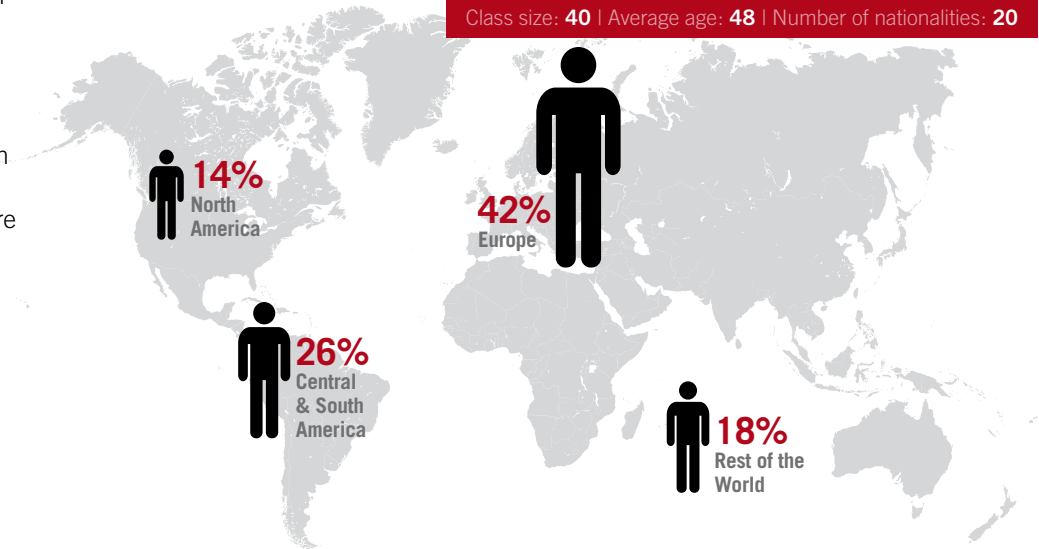 Class size: 40 | Average age: 48 | Number of nationalities: 20
14%
North
America
42%
Europe
26%
Central
& South
America
18%
Rest of the
World